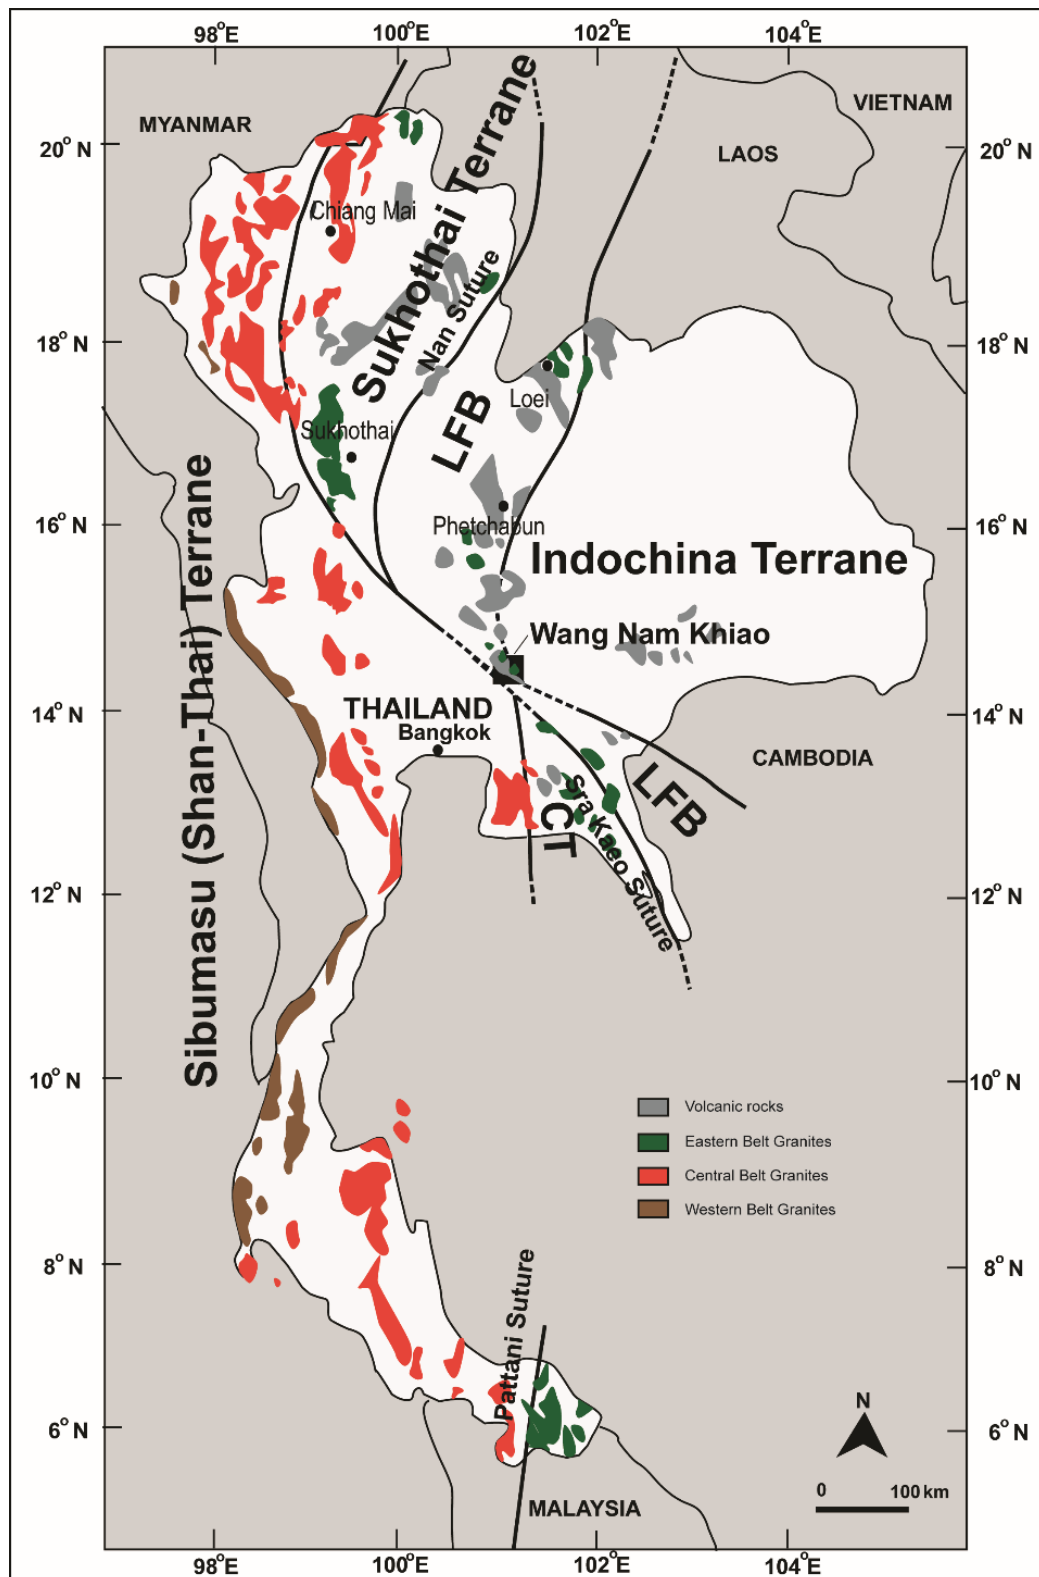 98°E 100°E 102°E 104°E
MYANMAR
VIETNAM
LAOS
20° N
20° N
Chiang Mai
Sukhothai Terrane
Nan Suture
18° N
18° N
Loei
LFB
Sukhothai
Phetchabun
16° N
16° N
Indochina Terrane
Sibumasu (Shan-Thai) Terrane
Wang Nam Khiao
14° N
14° N
THAILAND
Bangkok
CAMBODIA
LFB
CT
Sra Kaeo Suture
12° N
12° N
10° N
10° N
Volcanic rocks
Eastern Belt Granites
Central Belt Granites
Western Belt Granites
8° N
8° N
Pattani Suture
6° N
6° N
N
0 100 km
MALAYSIA
98°E 100°E 102°E 104°E